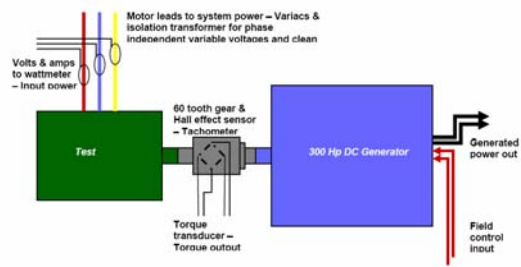 Motor leads to system power – Variacs &
isolation transformer for phase
independent variable voltages and clean
Volts & amps
to wattmeter
– Input power
60 tooth gear &
Hall effect sensor
– Tachometer
Test
300 Hp DC Generator
Generated
power out
Torque
transducer –
Torque output
Field
control
input